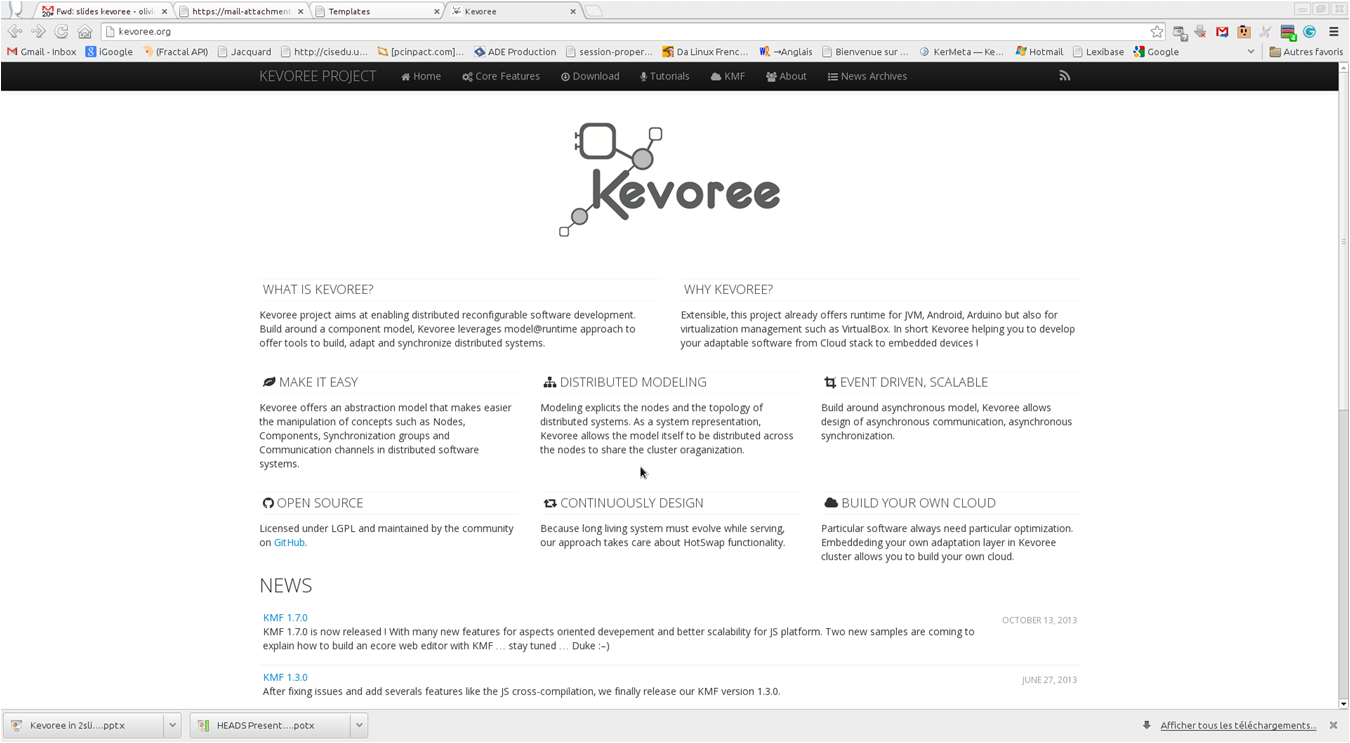 20+ Fwd: slides kevoree - olivi
https://mail-attachment
Templates
Kevoree
kevoree.org
Gmail - Inbox
iGoogle
(Fractal API)
Jacquard
http://cisedu.u...
[pcinpact.com]...
ADE Production
session-proper...
Da Linux Frenc...
→Anglais
Bienvenue sur ...
KerMeta — Ke...
Hotmail
Lexibase
Google
Autres favoris
KEVOREE PROJECT
Home
Core Features
Download
Tutorials
KMF
About
News Archives
Kevoree
WHAT IS KEVOREE?
Kevoree project aims at enabling distributed reconfigurable software development.
Build around a component model, Kevoree leverages model@runtime approach to
offer tools to build, adapt and synchronize distributed systems.
WHY KEVOREE?
Extensible, this project already offers runtime for JVM, Android, Arduino but also for
virtualization management such as VirtualBox. In short Kevoree helping you to develop
your adaptable software from Cloud stack to embedded devices !
MAKE IT EASY
Kevoree offers an abstraction model that makes easier
the manipulation of concepts such as Nodes,
Components, Synchronization groups and
Communication channels in distributed software
systems.
DISTRIBUTED MODELING
Modeling explicits the nodes and the topology of
distributed systems. As a system representation,
Kevoree allows the model itself to be distributed across
the nodes to share the cluster oraganization.
EVENT DRIVEN, SCALABLE
Build around asynchronous model, Kevoree allows
design of asynchronous communication, asynchronous
synchronization.
OPEN SOURCE
Licensed under LGPL and maintained by the community
on GitHub.
CONTINUOUSLY DESIGN
Because long living system must evolve while serving,
our approach takes care about HotSwap functionality.
BUILD YOUR OWN CLOUD
Particular software always need particular optimization.
Embeddeding your own adaptation layer in Kevoree
cluster allows you to build your own cloud.
NEWS
KMF 1.7.0
OCTOBER 13, 2013
KMF 1.7.0 is now released ! With many new features for aspects oriented devepement and better scalability for JS platform. Two new samples are coming to
explain how to build an ecore web editor with KMF ... stay tuned ... Duke :-)
KMF 1.3.0
JUNE 27, 2013
After fixing issues and add severals features like the JS cross-compilation, we finally release our KMF version 1.3.0.
Kevoree in 2sli....pptx
HEADS Present....potx
Afficher tous les téléchargements...